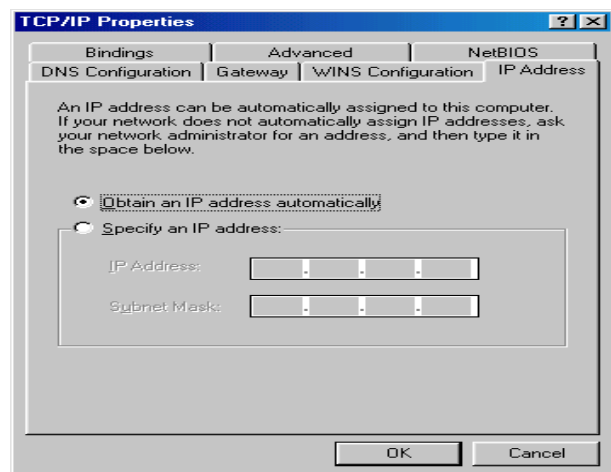 TCP/IP Properties
Bindings Advanced NetBIOS
DNS Configuration Gateway WINS Configuration IP Address
An IP address can be automatically assigned to this computer.
If your network does not automatically assign IP addresses, ask
your network administrator for an address, and then type it in
the space below.
Obtain an IP address automatically
Specify an IP address:
IP Address:
Subnet Mask:
OK Cancel